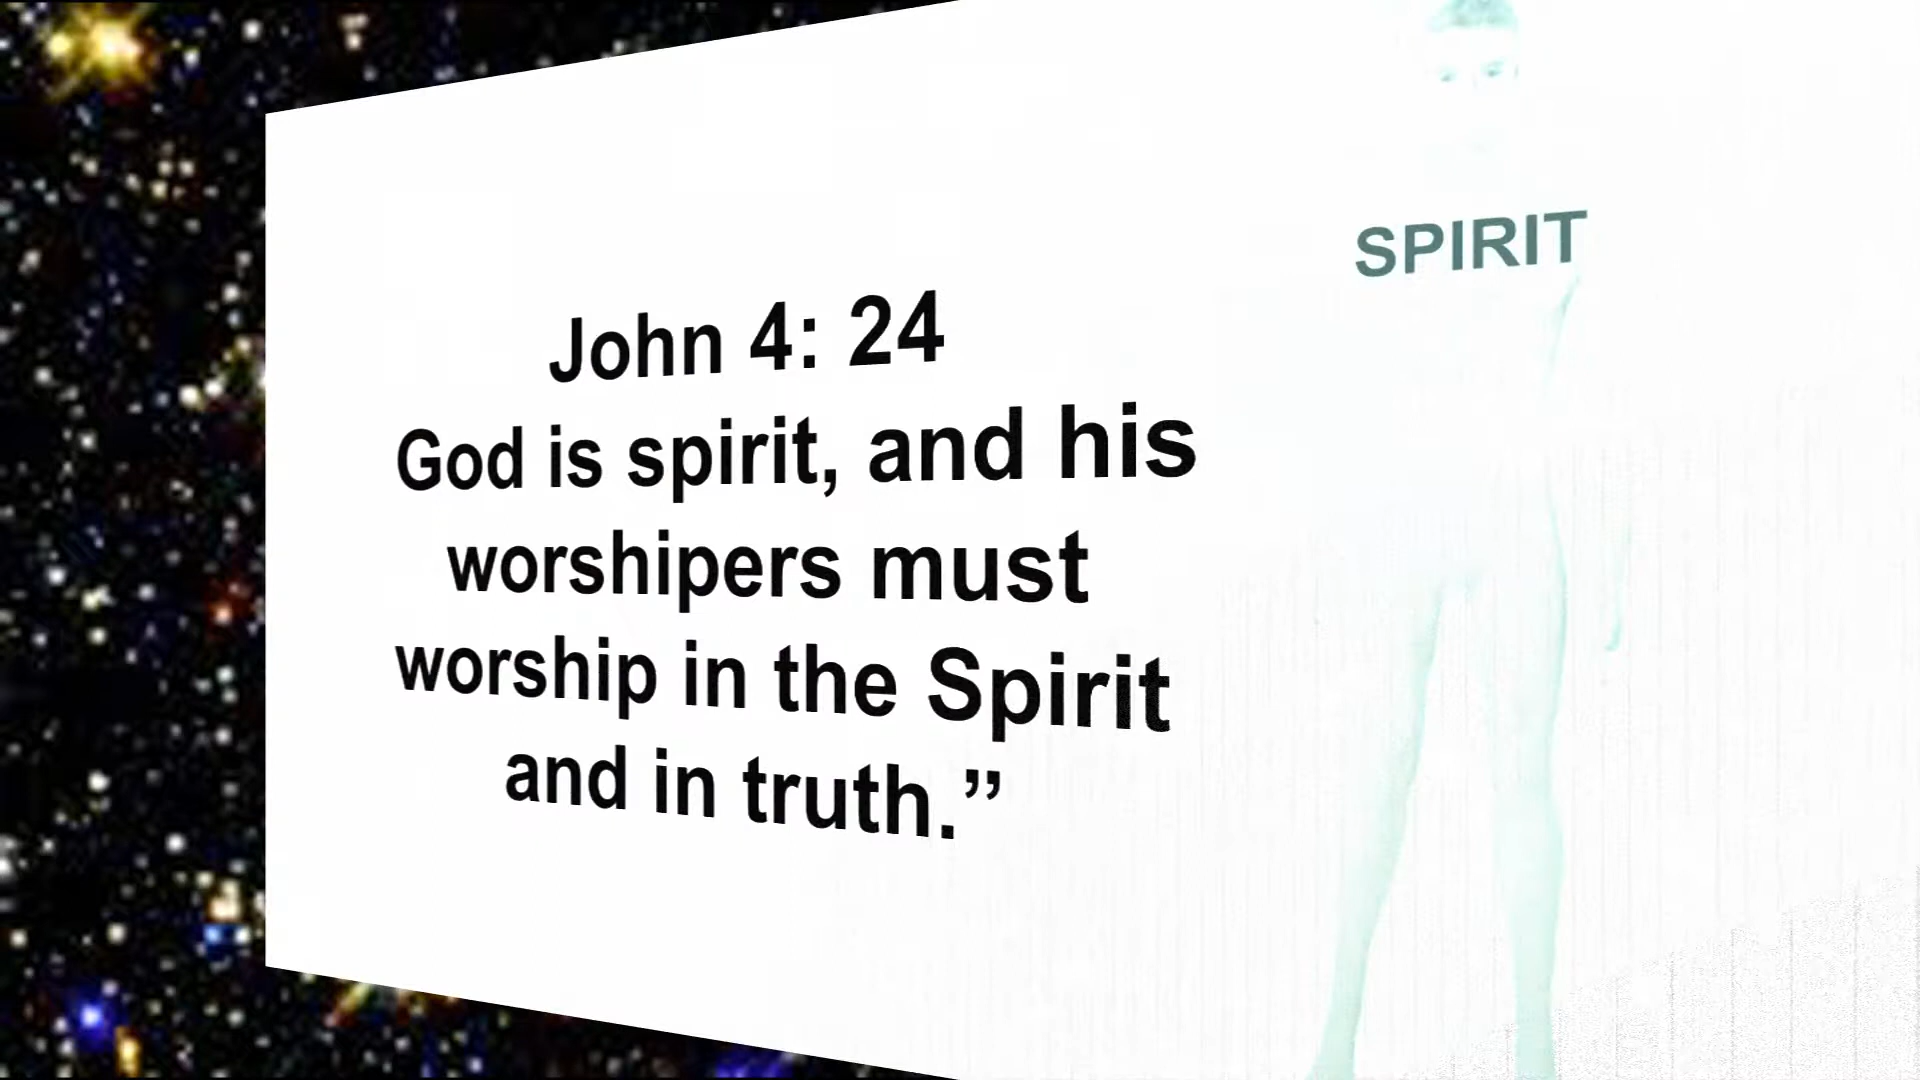 SPIRIT
John 4: 24
God is spirit, and his
worshipers must
worship in the Spirit
and in truth.”